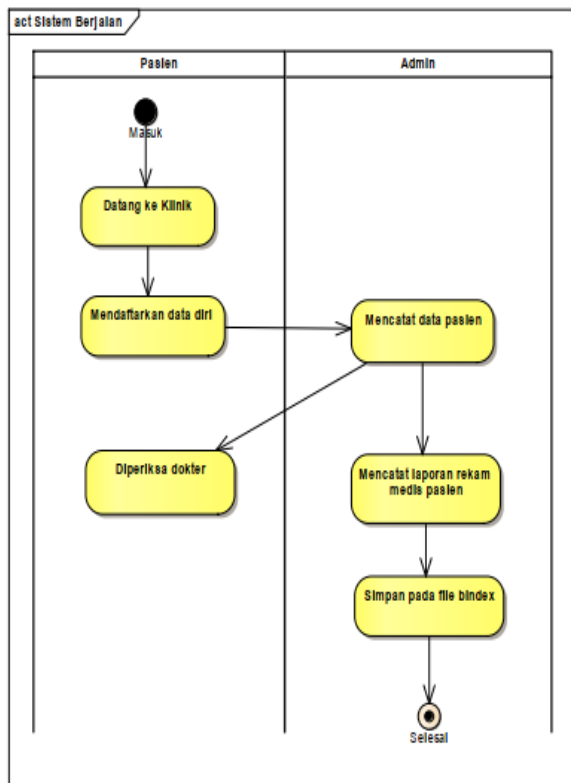 act Sistem Berjalan
Pasien
Admin
Masuk
Datang ke Klinik
Mendaftarkan data diri
Mencatat data pasien
Diperiksa dokter
Mencatat laporan rekam
medis pasien
Simpan pada file bindex
Selesai